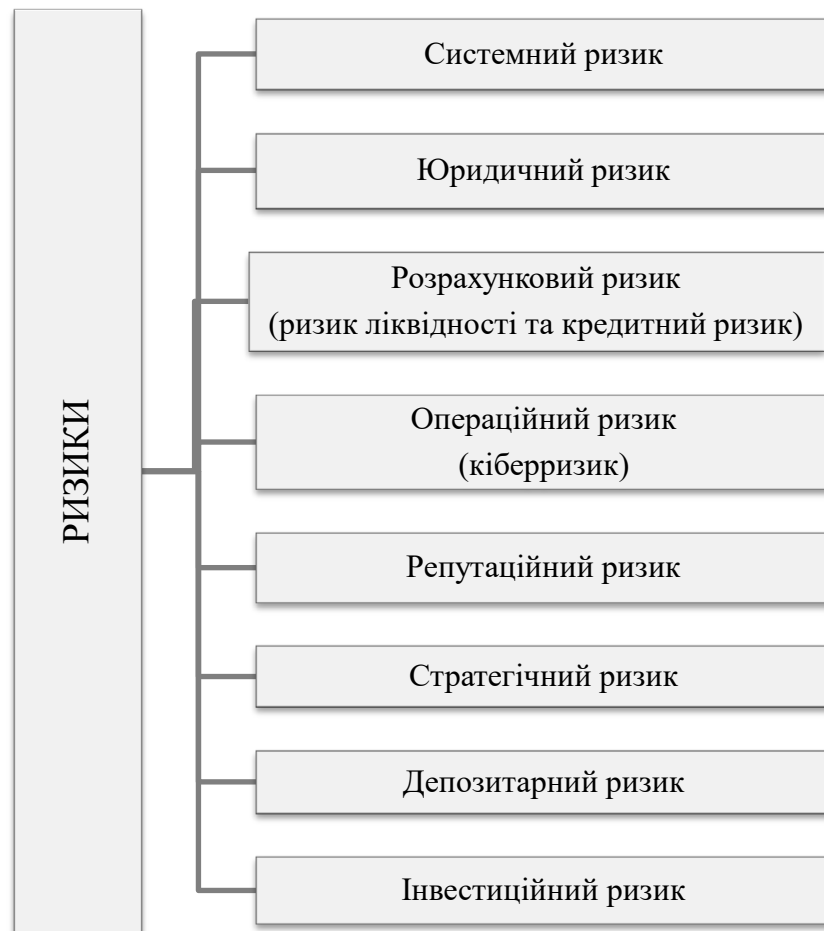 РИЗИКИ
Системний ризик
Юридичний ризик
Розрахунковий ризик
(ризик ліквідності та кредитний ризик)
Операційний ризик
(кіберризик)
Репутаційний ризик
Стратегічний ризик
Депозитарний ризик
Інвестиційний ризик